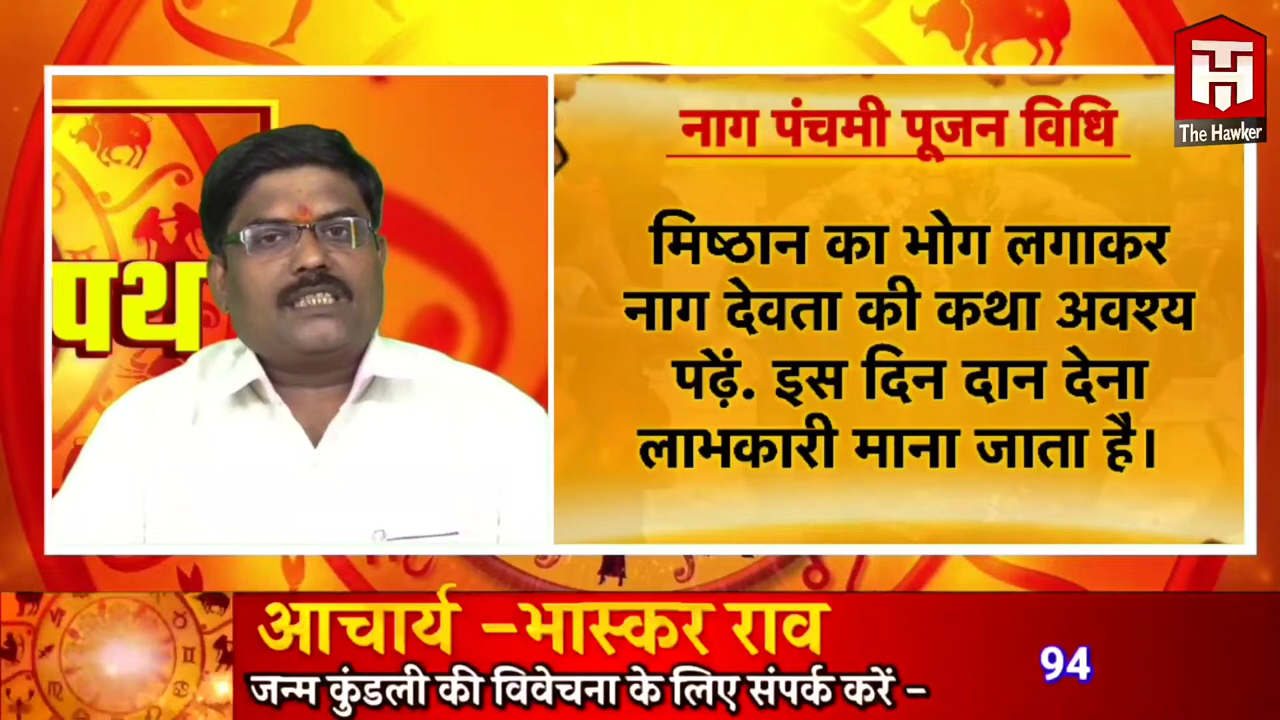 The Hawker
पथ
नाग पंचमी पूजन विधि
मिष्ठान का भोग लगाकर
नाग देवता की कथा अवश्य
पढ़ें. इस दिन दान देना
लाभकारी माना जाता है।
आचार्य -भास्कर राव
जन्म कुंडली की विवेचना के लिए संपर्क करें -
94